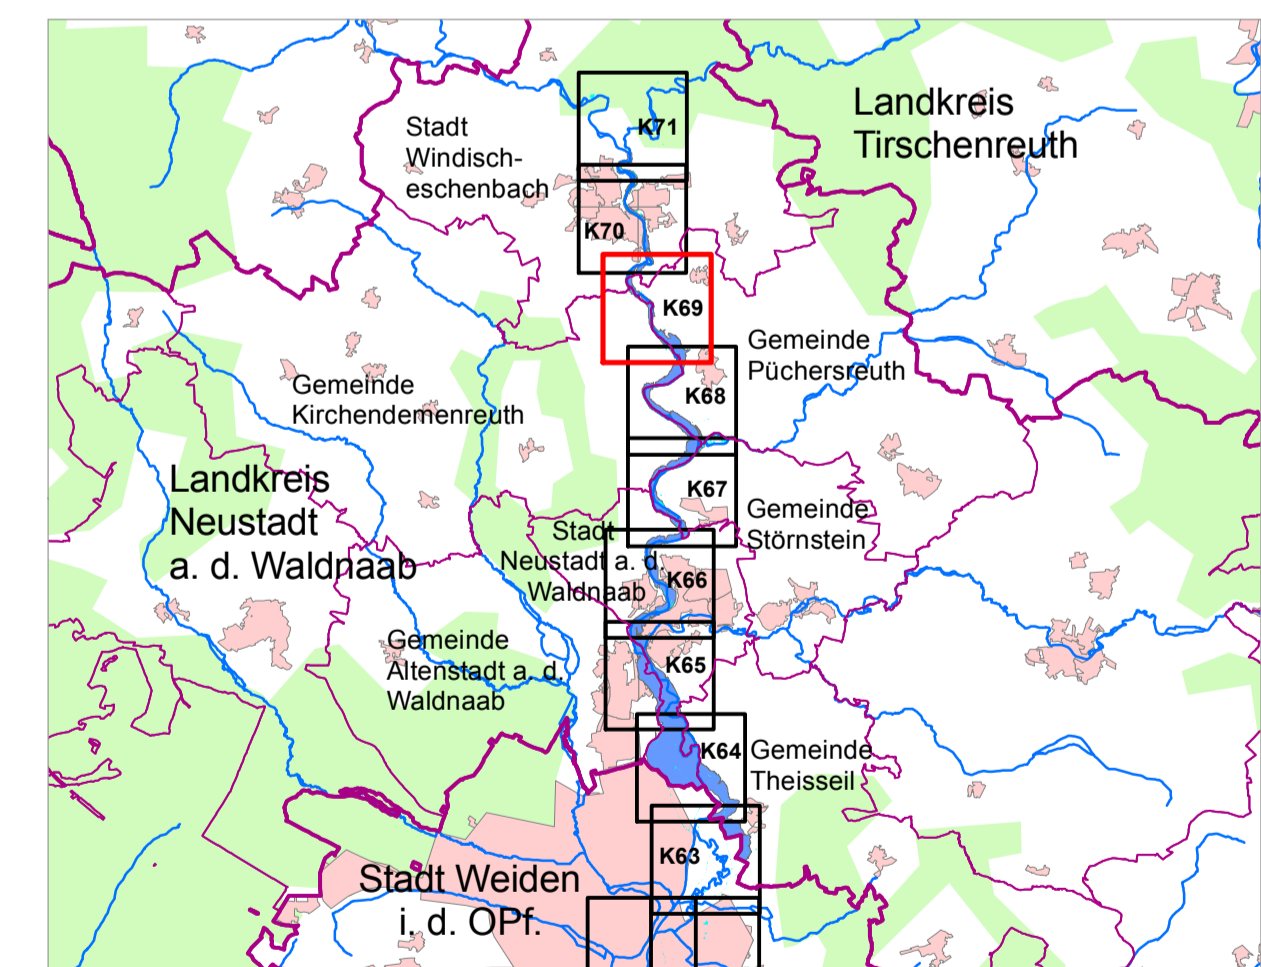 Landkreis
Tirschenreuth
Stadt
Windisch-
eschenbach
K71
K70
K69
Gemeinde
Püchersreuth
Gemeinde
Kirchendemenreuth
K68
Landkreis
Neustadt
a. d. Waldnaab
K67
Gemeinde
Störnstein
Stadt
Neustadt a. d.
Waldnaab
K66
Gemeinde
Altenstadt a. d.
Waldnaab
K65
K64
Gemeinde
Theisseil
K63
Stadt Weiden
i. d. OPf.